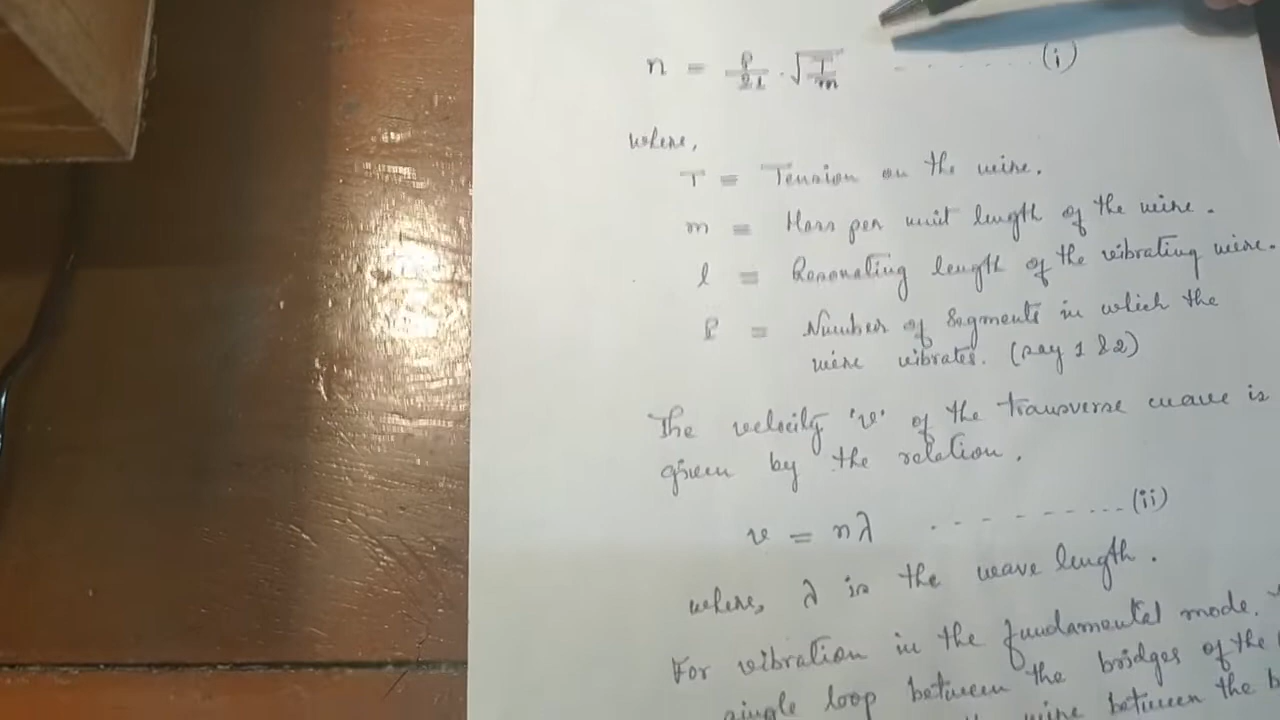 n = P/2l . √T/m ........ (i)
where,
T = Tension on the wire.
m = Mass per unit length of the wire.
l = Resonating length of the vibrating wire.
P = Number of segments in which the
wire vibrates. (say 1 & 2)
The velocity 'v' of the transverse wave is
given by the relation.
v = nλ ........ (ii)
where, λ is the wave length.
For vibration in the fundamental mode.
single loop between the bridges of the
wire between the